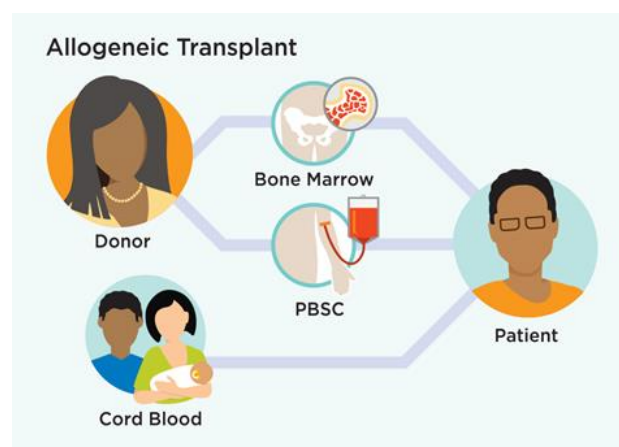 Allogeneic Transplant
Bone Marrow
Donor
PBSC
Patient
Cord Blood